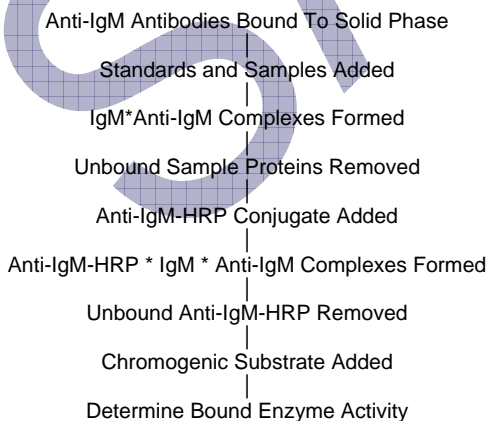 Anti-IgM Antibodies Bound To Solid Phase
Standards and Samples Added
IgM*Anti-IgM Complexes Formed
Unbound Sample Proteins Removed
Anti-IgM-HRP Conjugate Added
Anti-IgM-HRP * IgM * Anti-IgM Complexes Formed
Unbound Anti-IgM-HRP Removed
Chromogenic Substrate Added
Determine Bound Enzyme Activity